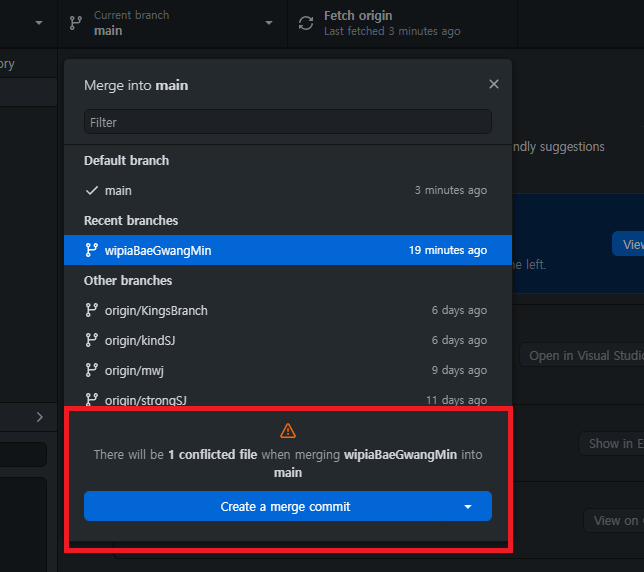 Current branch
main
Fetch origin
Last fetched 3 minutes ago
ory
Merge into main
Filter
ndly suggestions
Default branch
main 3 minutes ago
Recent branches
wipiaBaeGwangMin 19 minutes ago
View
e left.
Other branches
origin/KingsBranch 6 days ago
origin/kindSJ 6 days ago
Open in Visual Studio
origin/mwj 9 days ago
origin/strongSJ 11 days ago
There will be 1 conflicted file when merging wipiaBaeGwangMin into
main
Show in E
Create a merge commit
View on